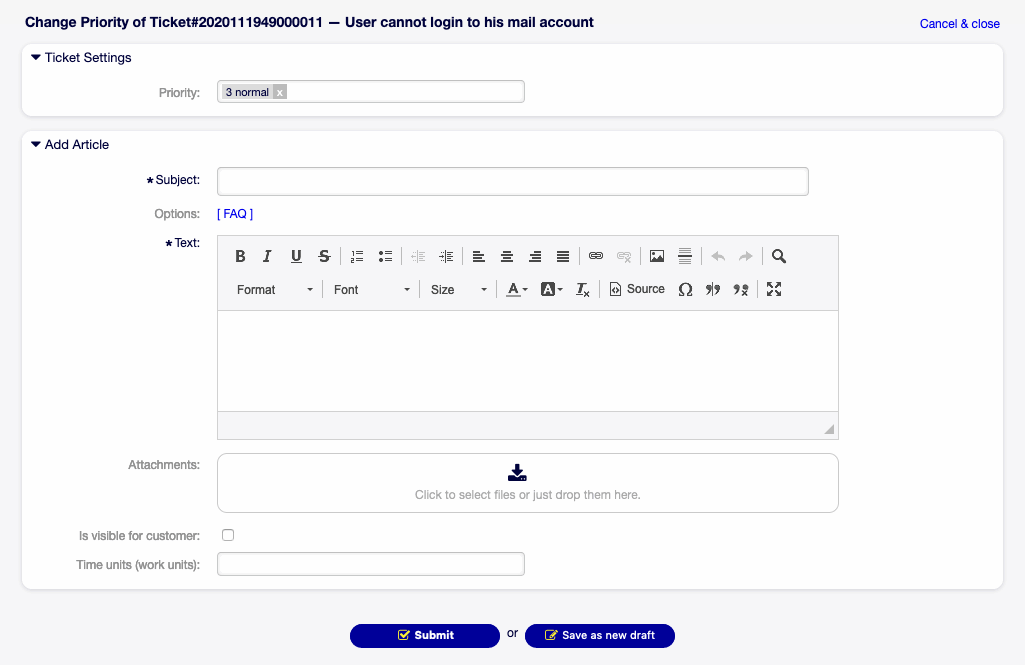 Change Priority of Ticket#2020111949000011 — User cannot login to his mail account
Cancel & close
Ticket Settings
Priority:
3 normal x
Add Article
* Subject:
Options:
[ FAQ ]
* Text:
Format
Font
Size
Source
Attachments:
Click to select files or just drop them here.
Is visible for customer:
Time units (work units):
Submit
or
Save as new draft